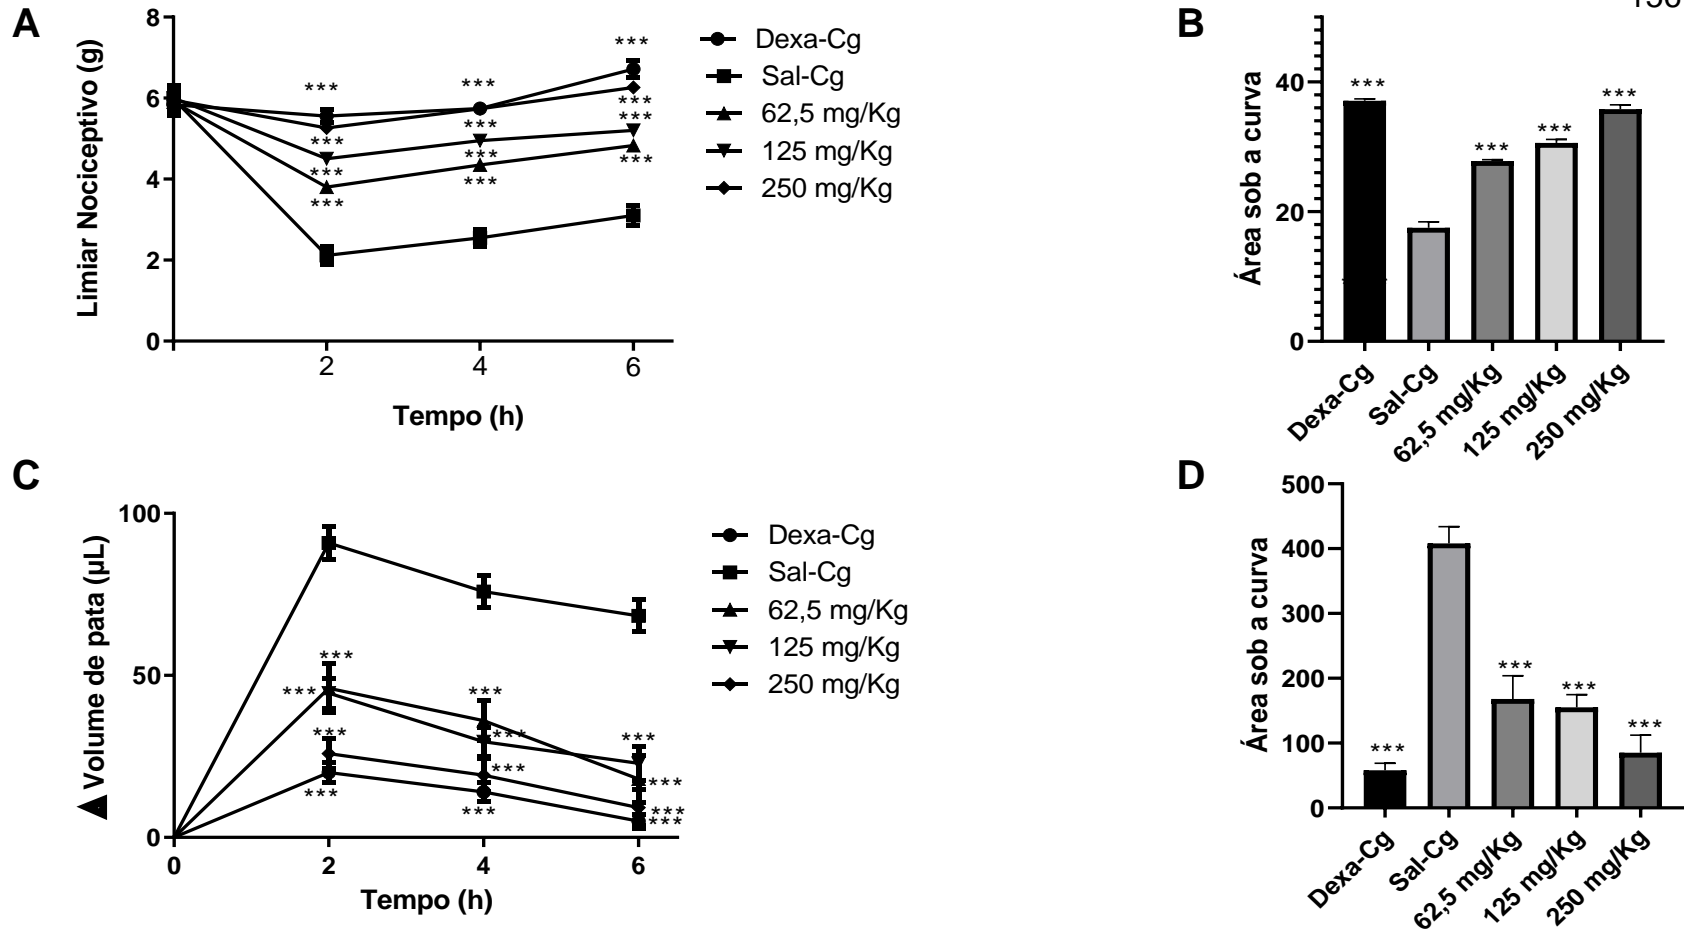 A
Limiar Nociceptivo (g)
8
6
4
2
0
***
***
***
***
***
***
***
***
***
***
***
***
2
4
6
Tempo (h)
Dexa-Cg
Sal-Cg
62,5 mg/Kg
125 mg/Kg
250 mg/Kg
B
Área sob a curva
40
20
0
***
***
***
***
Dexa-Cg
Sal-Cg
62,5 mg/Kg
125 mg/Kg
250 mg/Kg
C
▲ Volume de pata (µL)
100
50
0
***
***
***
***
***
***
***
***
***
***
***
***
0
2
4
6
Tempo (h)
Dexa-Cg
Sal-Cg
62,5 mg/Kg
125 mg/Kg
250 mg/Kg
D
Área sob a curva
500
400
300
200
100
0
***
***
***
***
Dexa-Cg
Sal-Cg
62,5 mg/Kg
125 mg/Kg
250 mg/Kg